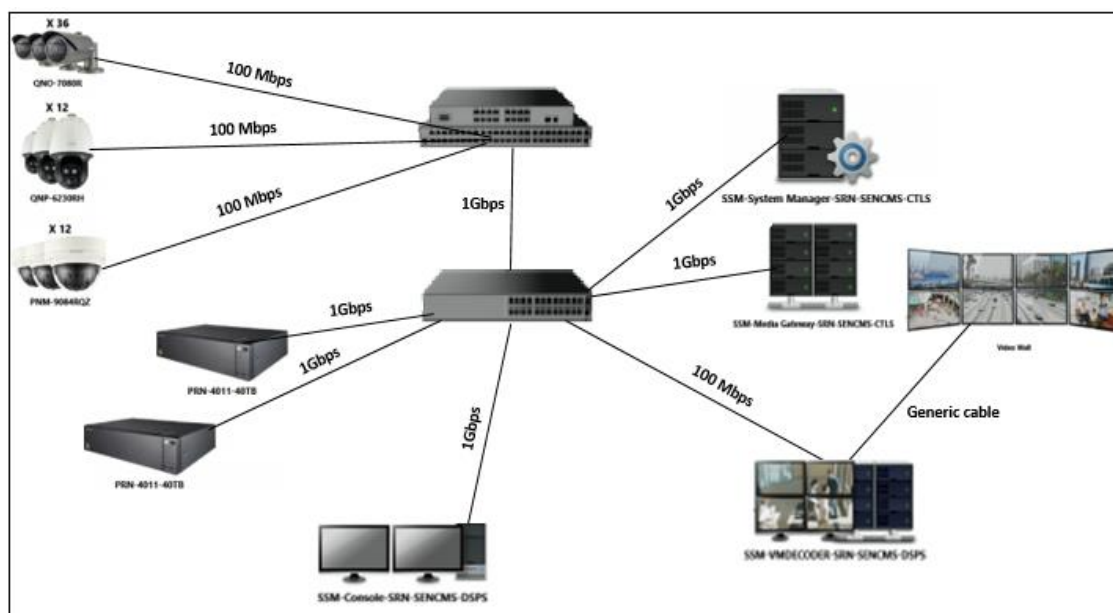 X 36
QNO-7080R
100 Mbps
X 12
QNP-6230RH
100 Mbps
X 12
PNM-9084RQZ
100 Mbps
1Gbps
1Gbps
SSM-System Manager-SRN-SENCMS-CTLS
1Gbps
SSM-Media Gateway-SRN-SENCMS-CTLS
Video Wall
1Gbps
PRN-4011-40TB
1Gbps
PRN-4011-40TB
1Gbps
100 Mbps
Generic cable
SSM-VMDECODER-SRN-SENCMS-DSPS
SSM-Console-SRN-SENCMS-DSPS